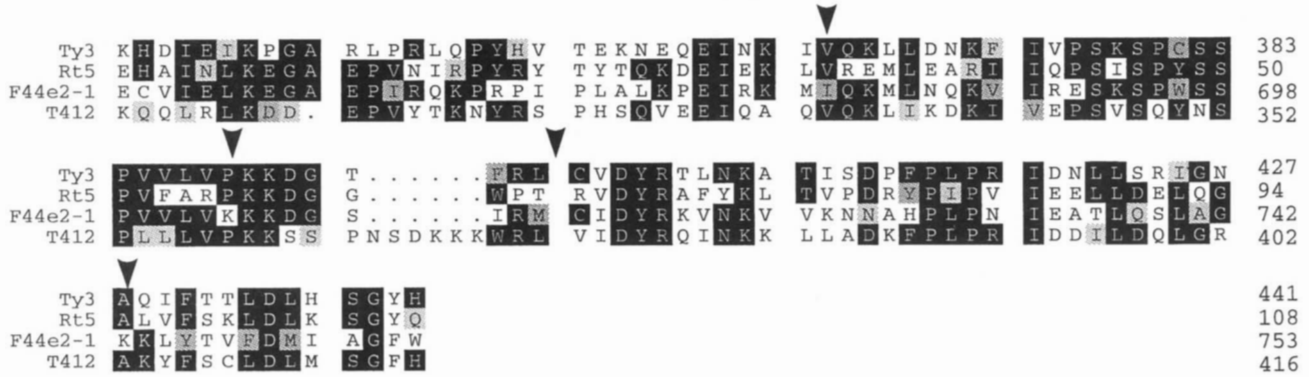 Ty3 KHDIEIKPGA RLPRLQPYHV TEKNEQEINK IVQKLLDNKF IVPSKSPCSS 383
Rt5 EHAINLKEGA EPVNIRPYRY TYTQKDEIEK LVREMLEARI IQPSISPYSS 50
F44e2-1 ECVIELKEGA EPIRQKPRPI PLALKPEIRK MIQKMLNQKV IRESKSPWSS 698
T412 KQQLRLKDD. EPVYTKNYRS PHSQVEEIQA QVQKLIKDKI VEPSVSQYNS 352
Ty3 PVVLVPKKDG T......FRL CVDYRTLNKA TISDPFPLPR IDNLLSRIGN 427
Rt5 PVFARPKKDG G......WPT RVDYRAFYKL TVPDRYPIPV IEELLDELQG 94
F44e2-1 PVVLVKKKDG S......IRM CIDYRKVNKV VKNNAHPLPN IEATLQSLAG 742
T412 PLLLVPKKSS PNSDKKKWRL VIDYRQINKK LLADKFPLPR IDDILDQLGR 402
Ty3 AQIFTTLDLH SGYH 441
Rt5 ALVFSKLDLK SGYQ 108
F44e2-1 KKLYTVFDMI AGFW 753
T412 AKYFSCLDLM SGFH 416